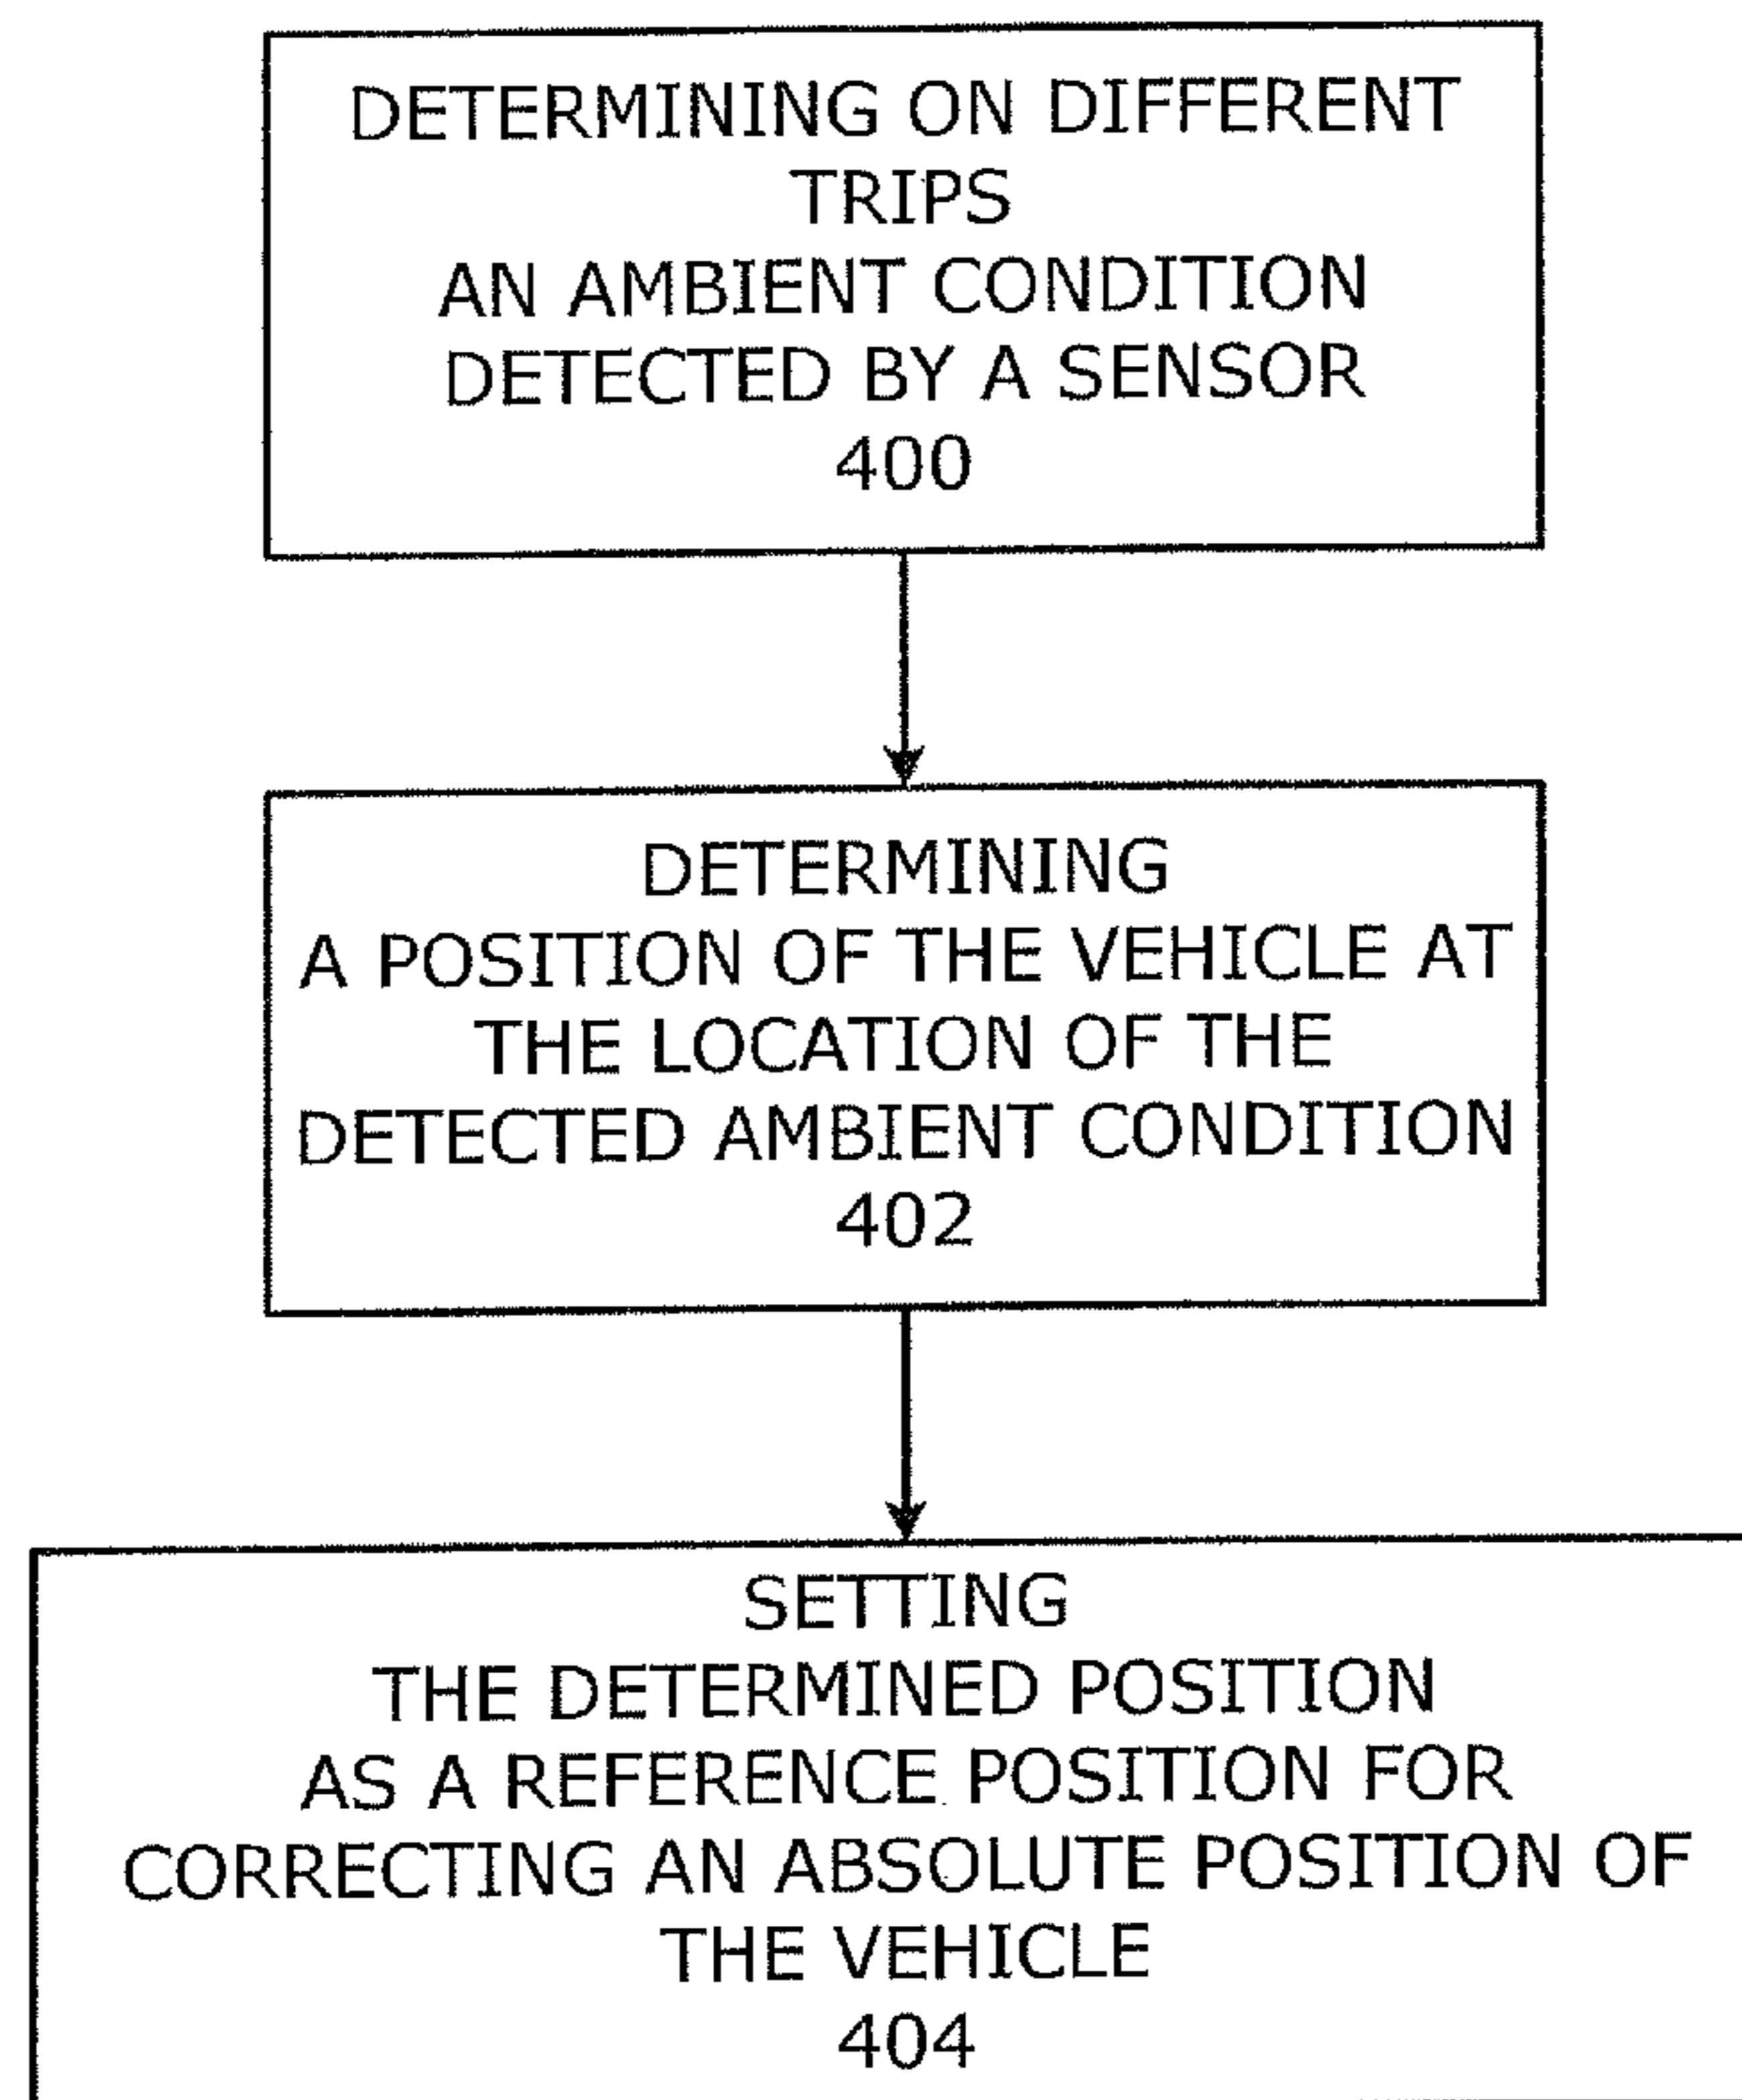 DETERMINING ON DIFFERENT
TRIPS
AN AMBIENT CONDITION
DETECTED BY A SENSOR
400
DETERMINING
A POSITION OF THE VEHICLE AT
THE LOCATION OF THE
DETECTED AMBIENT CONDITION
402
SETTING
THE DETERMINED POSITION
AS A REFERENCE POSITION FOR
CORRECTING AN ABSOLUTE POSITION OF
THE VEHICLE
404